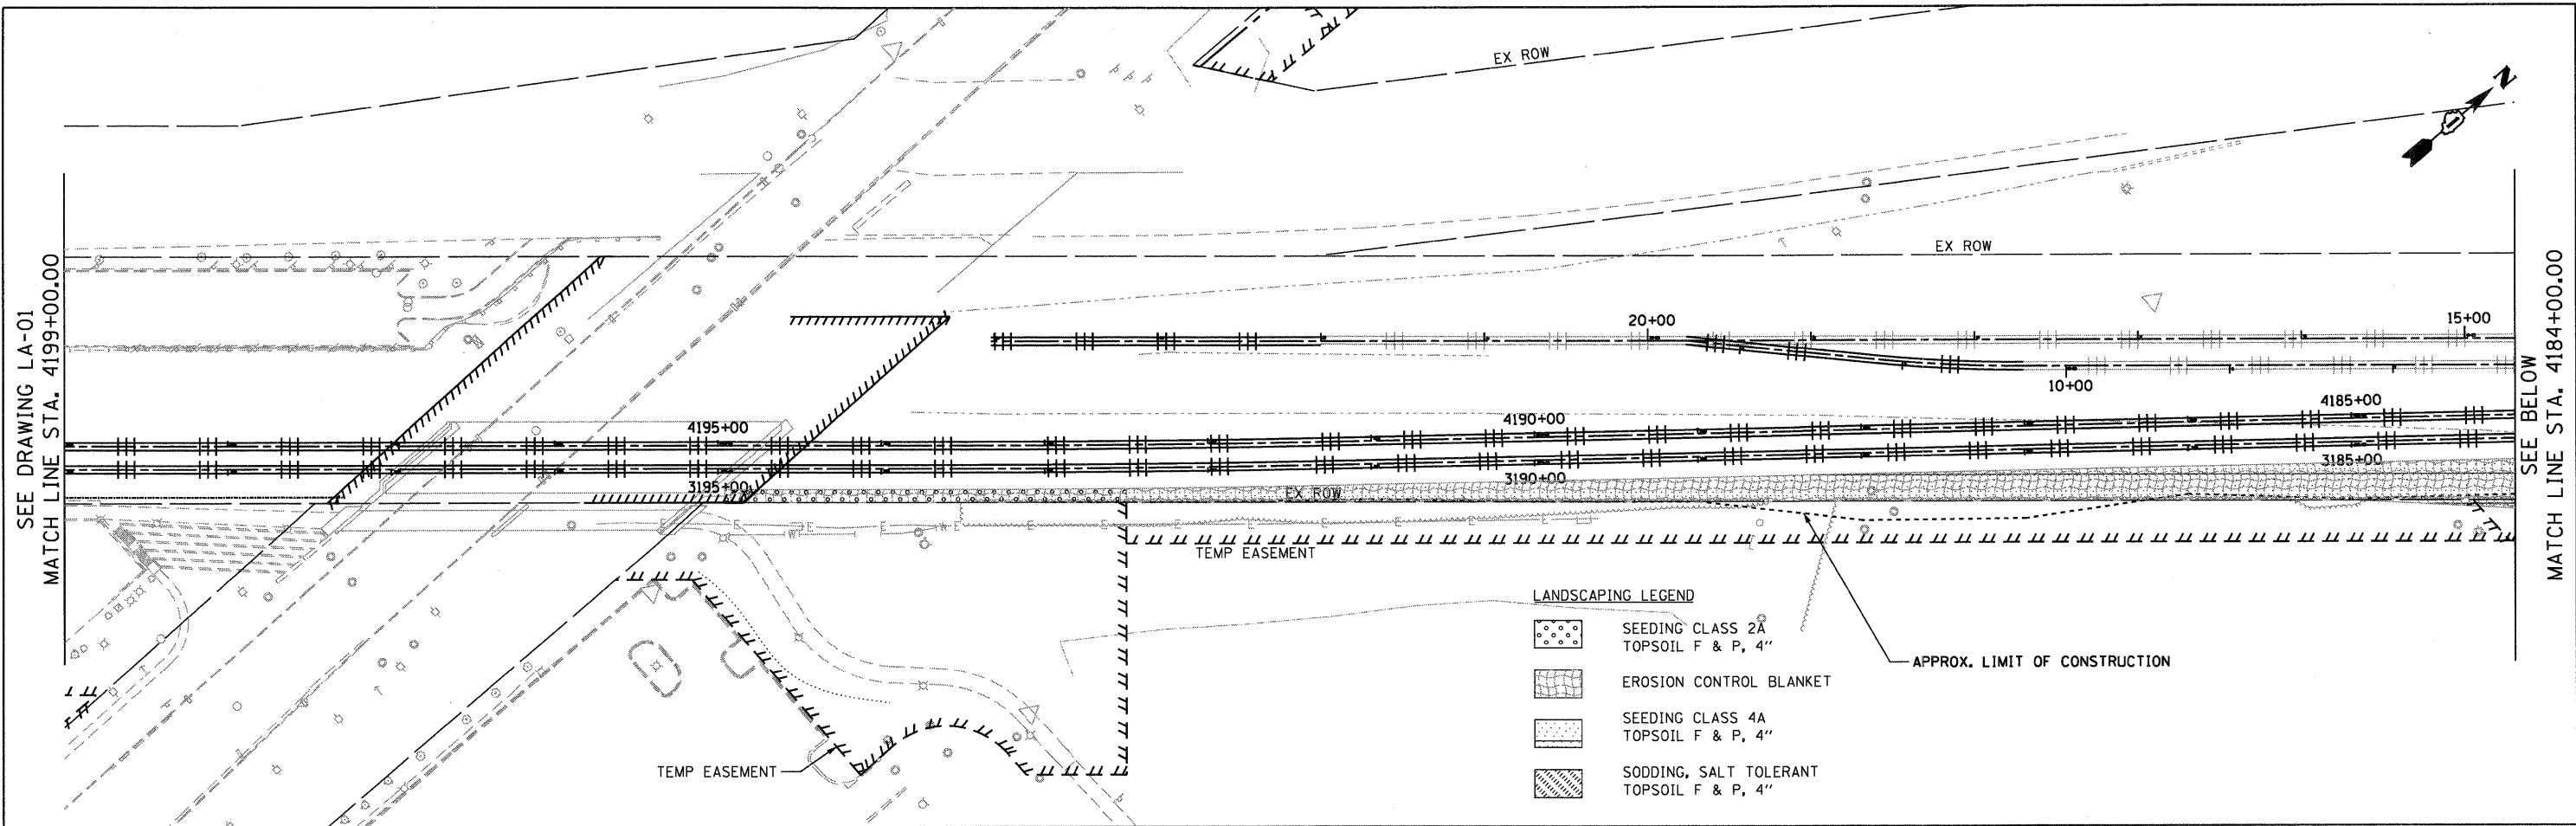 SEE DRAWING LA-01
MATCH LINE STA. 4199+00.00
EX ROW
N
EX ROW
20+00
15+00
10+00
4195+00
4190+00
4185+00
3195+00
3190+00
3185+00
EX ROW
E E W E E E E E E E E
W E
TEMP EASEMENT
TEMP EASEMENT
APPROX. LIMIT OF CONSTRUCTION
LANDSCAPING LEGEND
SEEDING CLASS 2A
TOPSOIL F & P, 4"
EROSION CONTROL BLANKET
SEEDING CLASS 4A
TOPSOIL F & P, 4"
SODDING, SALT TOLERANT
TOPSOIL F & P, 4"
SEE BELOW
MATCH LINE STA. 4184+00.00